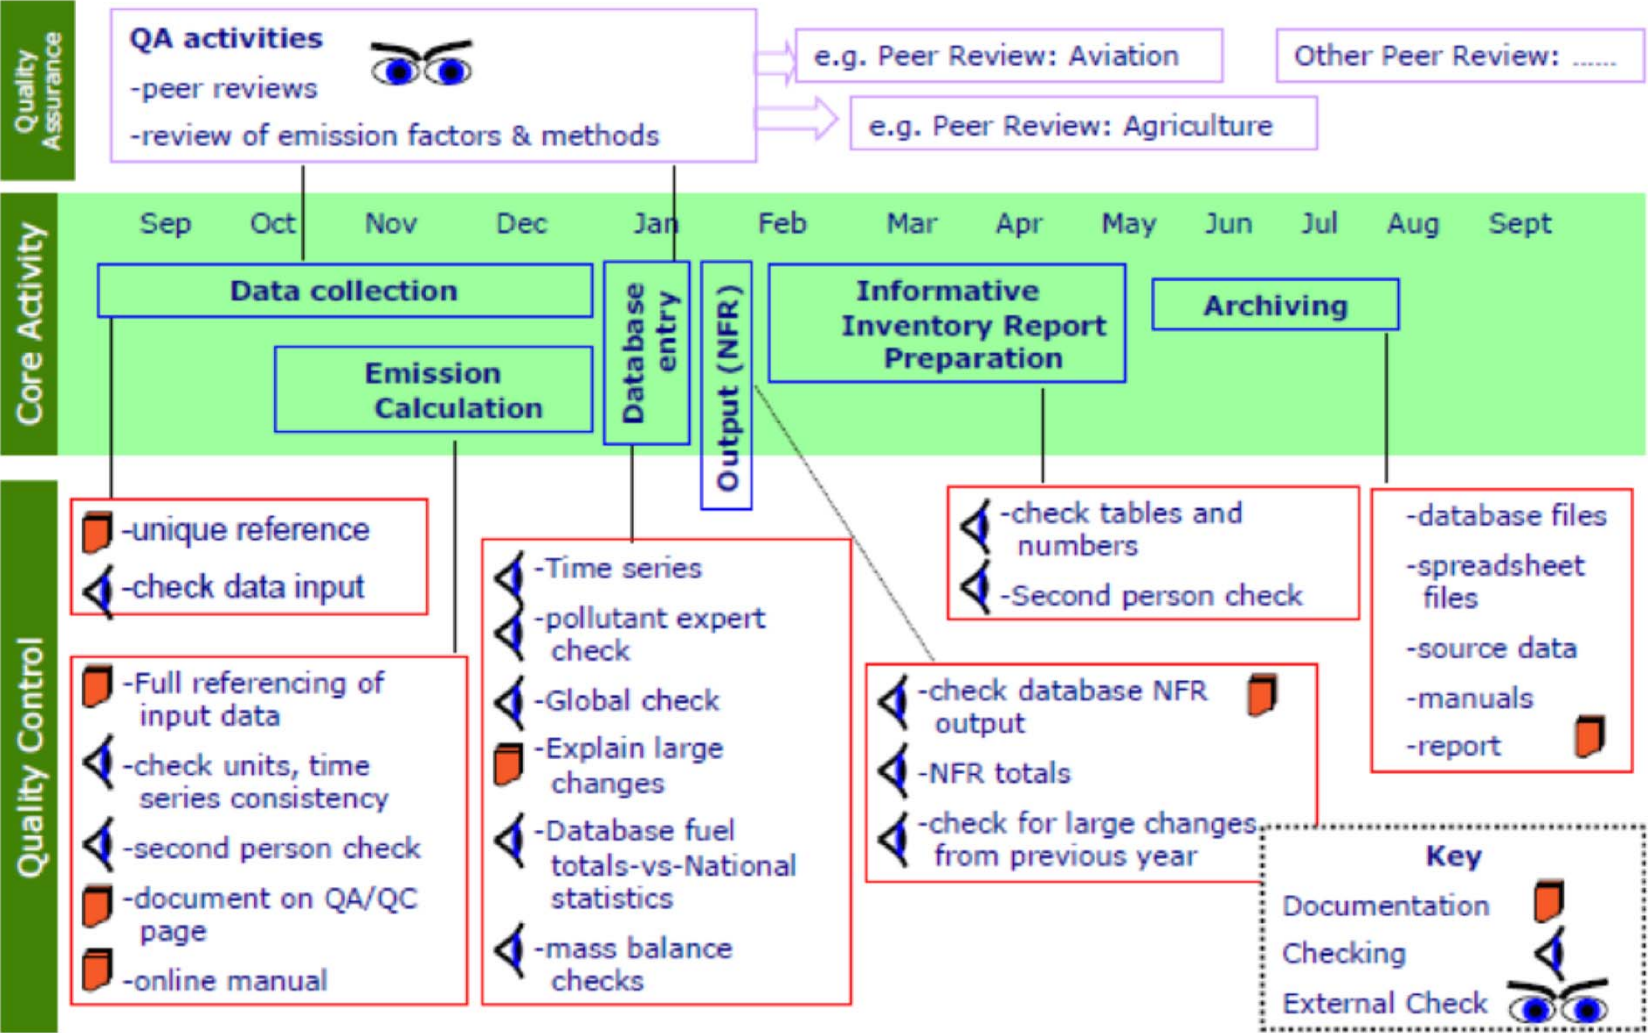 Quality
Assurance
QA activities
-peer reviews
-review of emission factors & methods
e.g. Peer Review: Aviation
Other Peer Review: ......
e.g. Peer Review: Agriculture
Core Activity
Sep Oct Nov Dec Jan Feb Mar Apr May Jun Jul Aug Sept
Data collection
Emission
Calculation
Database
entry
Output (NFR)
Informative
Inventory Report
Preparation
Archiving
Quality Control
-unique reference
-check data input
-Full referencing of
input data
-check units, time
series consistency
-second person check
-document on QA/QC
page
-online manual
-Time series
-pollutant expert
check
-Global check
-Explain large
changes
-Database fuel
totals-vs-National
statistics
-mass balance
checks
-check tables and
numbers
-Second person check
-check database NFR
output
-NFR totals
-check for large changes
from previous year
-database files
-spreadsheet
files
-source data
-manuals
-report
Key
Documentation
Checking
External Check